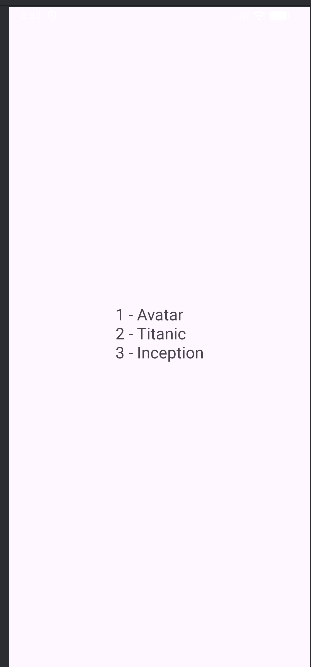 1 - Avatar
2 - Titanic
3 - Inception